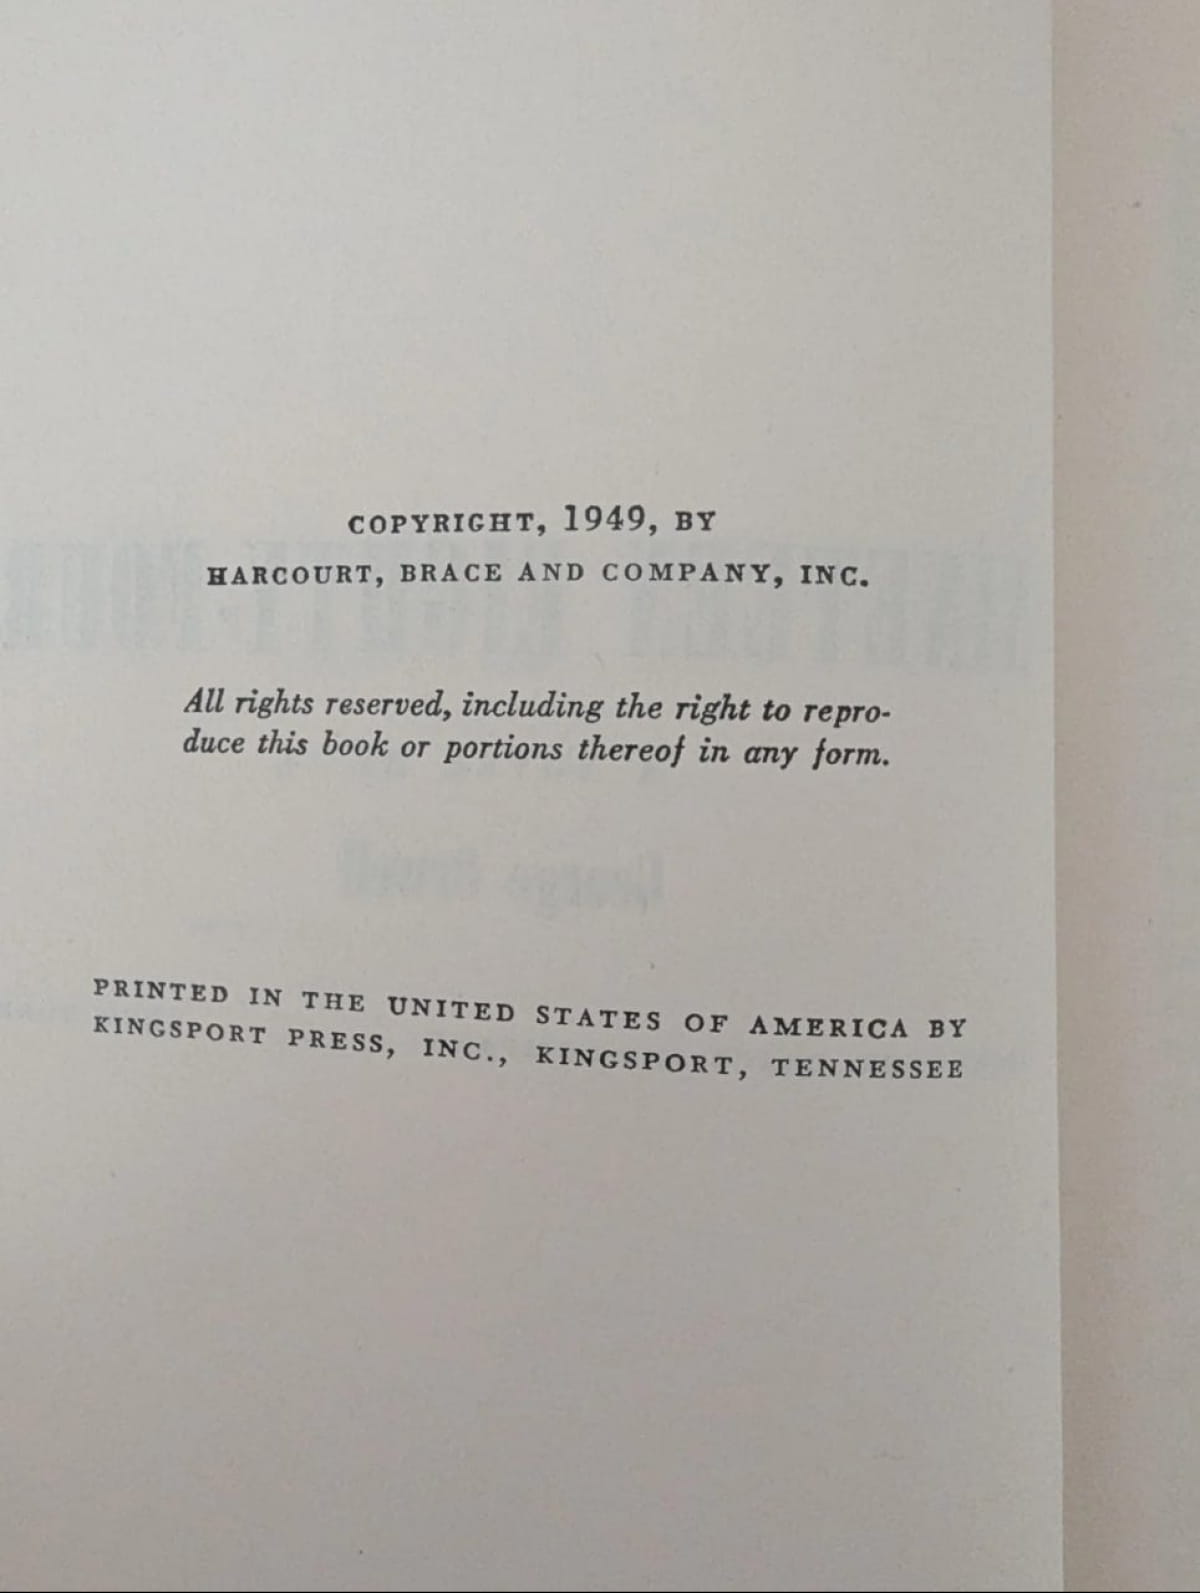 COPYRIGHT, 1949, BY
HARCOURT, BRACE AND COMPANY, INC.
All rights reserved, including the right to repro-
duce this book or portions thereof in any form.
PRINTED IN THE UNITED STATES OF AMERICA BY
KINGSPORT PRESS, INC., KINGSPORT, TENNESSEE